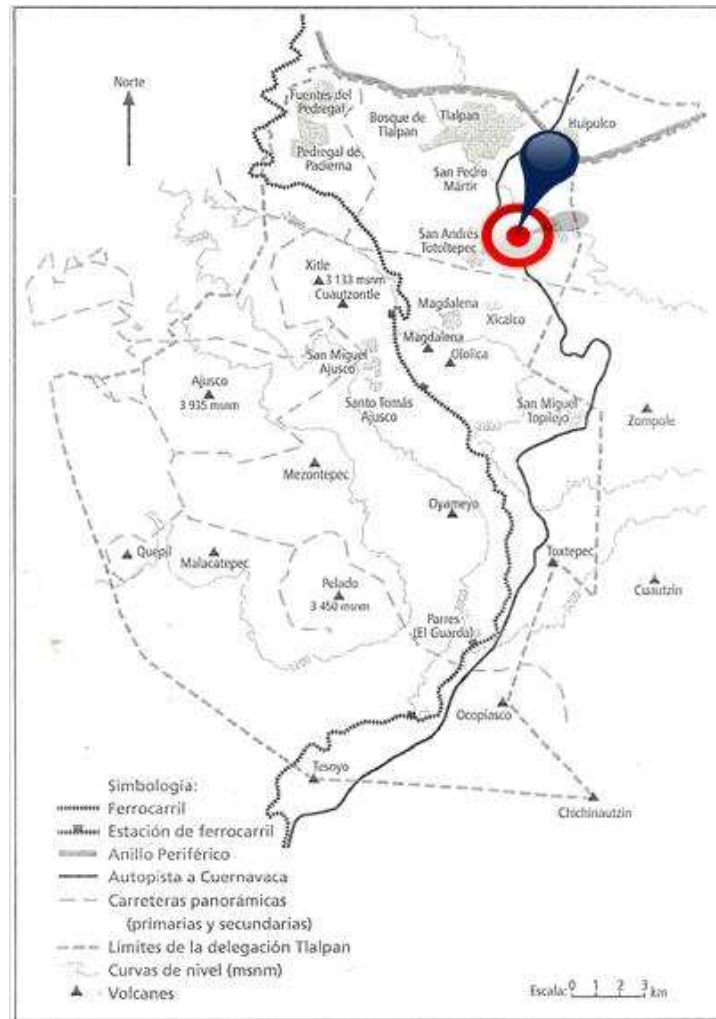 Norte
Fuentes del
Pedregal
Bosque de
Tlalpan
Tlalpan
Huipulco
Pedregal de
Padierna
San Pedro
Mártir
San Andrés
Totoltepec
Xitle
3 133 msnm
Cuautzontle
Magdalena
Xicalco
Magdalena
Ololica
San Miguel
Ajusco
Ajusco
3 935 msnm
Santo Tomás
Ajusco
San Miguel
Topilejo
Zompole
Mezontepec
Oyameyo
Quepil
Malacatepec
Toxtepec
Pelado
3 450 msnm
Cuautzin
Parres
(El Guarda)
Ocopiasco
Tesoyo
Chichinautzin
Simbología:
Ferrocarril
Estación de ferrocarril
Anillo Periférico
Autopista a Cuernavaca
Carreteras panorámicas
(primarias y secundarias)
Límites de la delegación Tlalpan
Curvas de nivel (msnm)
Volcanes
Escala: 0 1 2 3 km